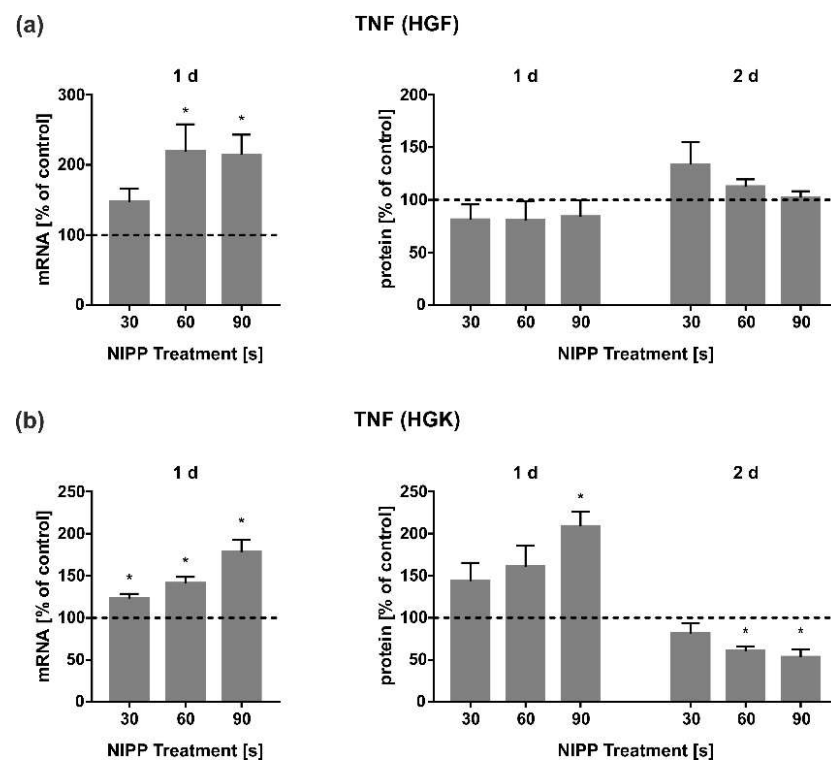 (a) TNF (HGF)
1 d
mRNA [% of control]
300
*
*
200
100
0
30 60 90
NIPP Treatment [s]
1 d 2 d
protein [% of control]
200
150
100
50
0
30 60 90 30 60 90
NIPP Treatment [s]
(b) TNF (HGK)
1 d
mRNA [% of control]
250
200
*
150
*
*
100
50
0
30 60 90
NIPP Treatment [s]
1 d 2 d
protein [% of control]
250
*
200
150
100
* *
50
0
30 60 90 30 60 90
NIPP Treatment [s]